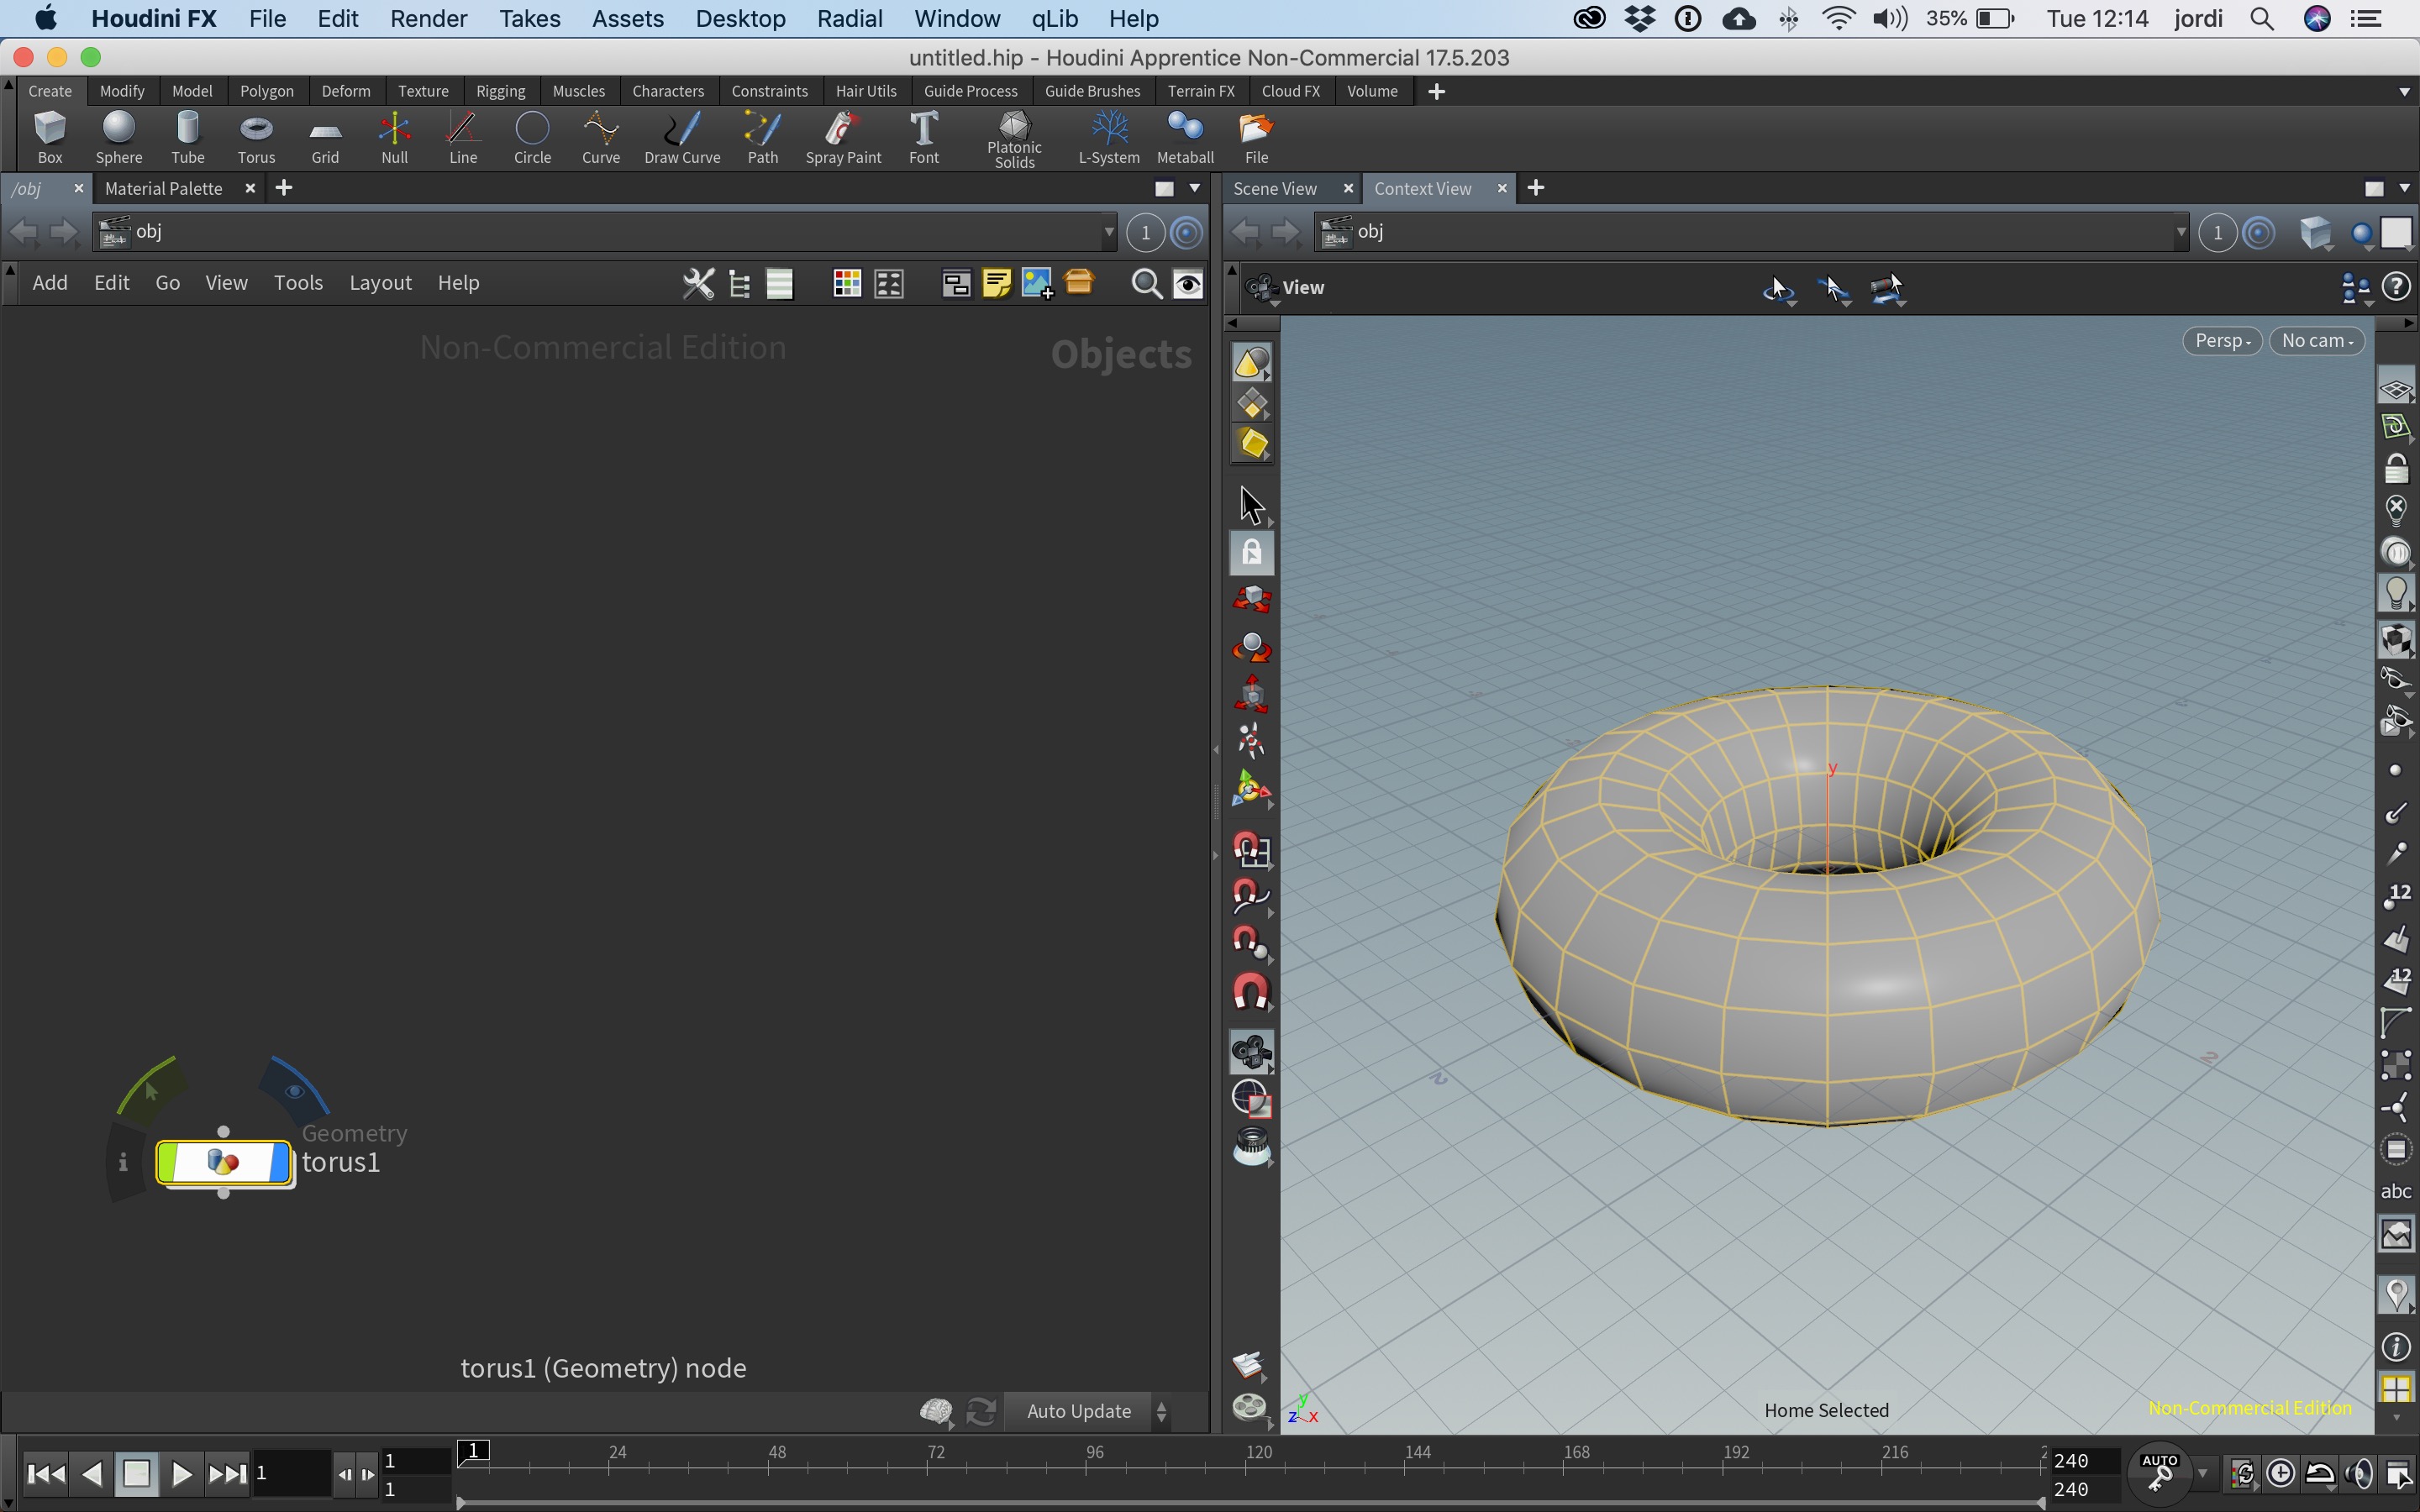 Houdini FX File Edit Render Takes Assets Desktop Radial Window qLib Help 35% Tue 12:14 jordi
untitled.hip - Houdini Apprentice Non-Commercial 17.5.203
Create Modify Model Polygon Deform Texture Rigging Muscles Characters Constraints Hair Utils Guide Process Guide Brushes Terrain FX Cloud FX Volume
Box Sphere Tube Torus Grid Null Line Circle Curve Draw Curve Path Spray Paint Font Platonic Solids L-System Metaball File
/obj Material Palette Scene View Context View
obj 1 obj 1
Add Edit Go View Tools Layout Help
View
Non-Commercial Edition Objects
Persp No cam
y
12
12
2 2
abc
Geometry
torus1
torus1 (Geometry) node
Auto Update
y
z x
Home Selected
Non-Commercial Edition
1 1 1 24 48 72 96 120 144 168 192 216 240 AUTO
1 240